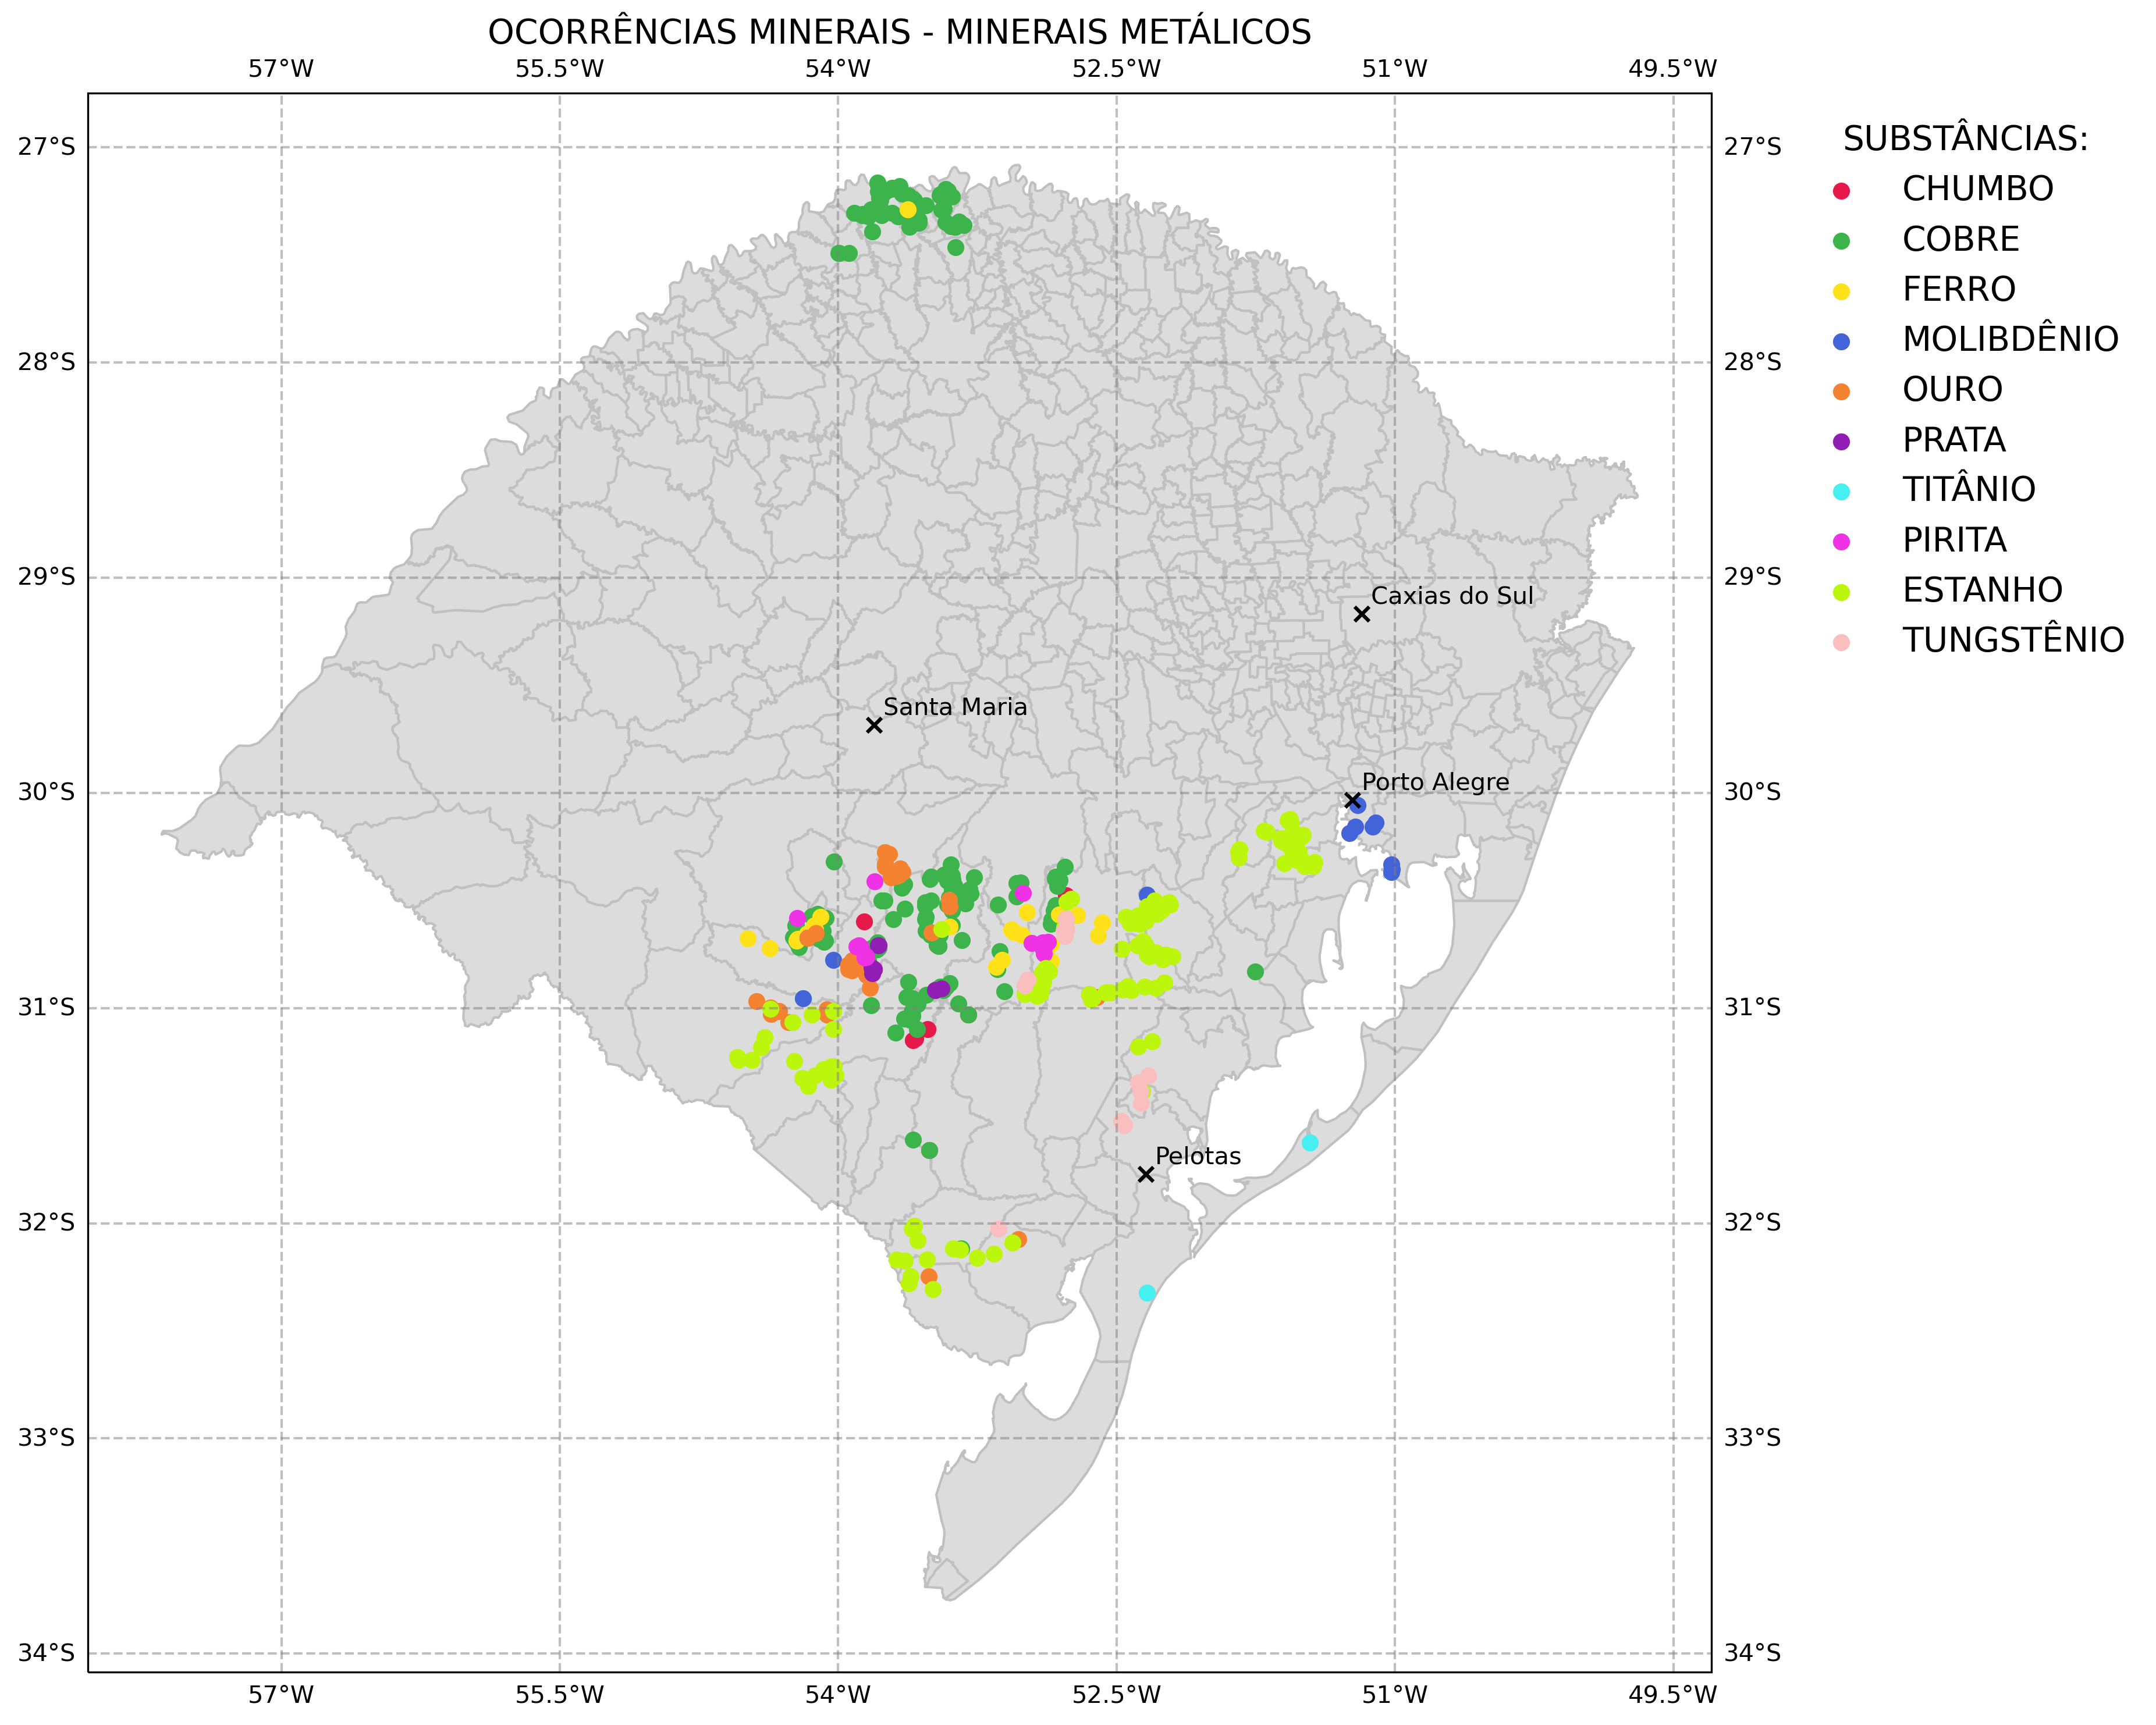 OCORRÊNCIAS MINERAIS - MINERAIS METÁLICOS
57°W 55.5°W 54°W 52.5°W 51°W 49.5°W
27°S 27°S
28°S 28°S
29°S 29°S
30°S 30°S
31°S 31°S
32°S 32°S
33°S 33°S
34°S 34°S
57°W 55.5°W 54°W 52.5°W 51°W 49.5°W
Caxias do Sul
Santa Maria
Porto Alegre
Pelotas
SUBSTÂNCIAS:
CHUMBO
COBRE
FERRO
MOLIBDÊNIO
OURO
PRATA
TITÂNIO
PIRITA
ESTANHO
TUNGSTÊNIO